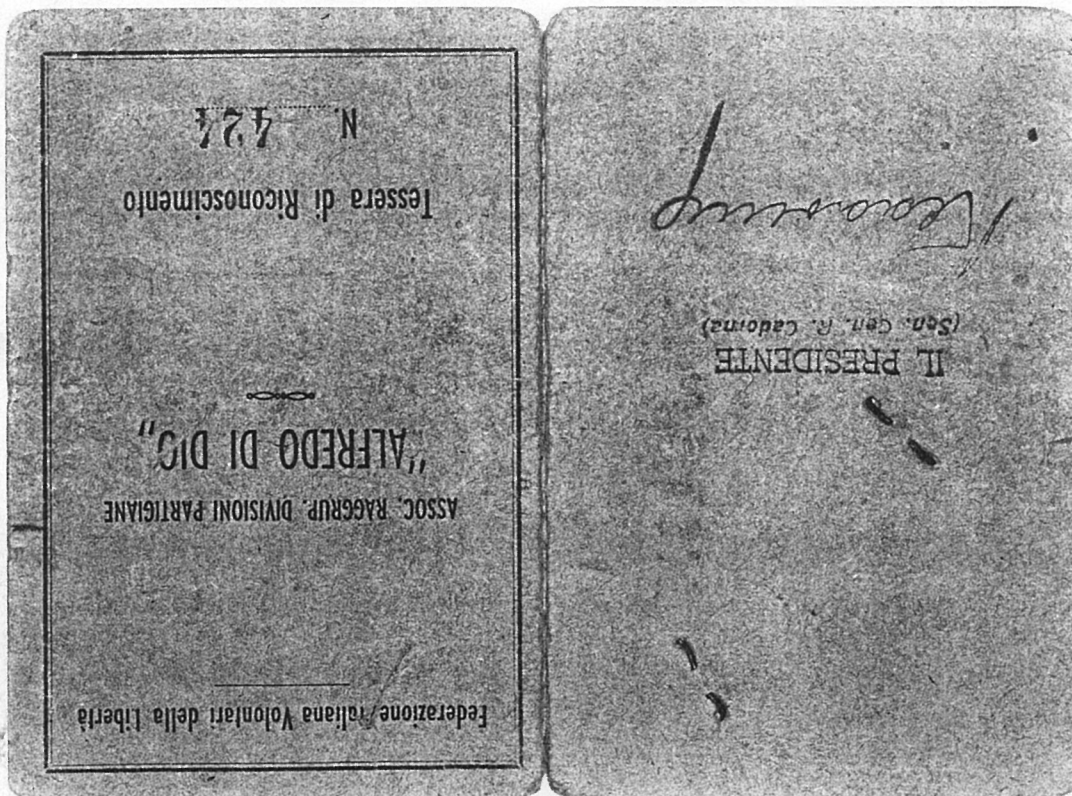 Federazione Italiana Volontari della Libertà
ASSOC. RAGGRUP. DIVISIONI PARTIGIANE
"ALFREDO DI DIO„
Tessera di Riconoscimento
N. 424
IL PRESIDENTE
(Sen. Gen. R. Cadorna)